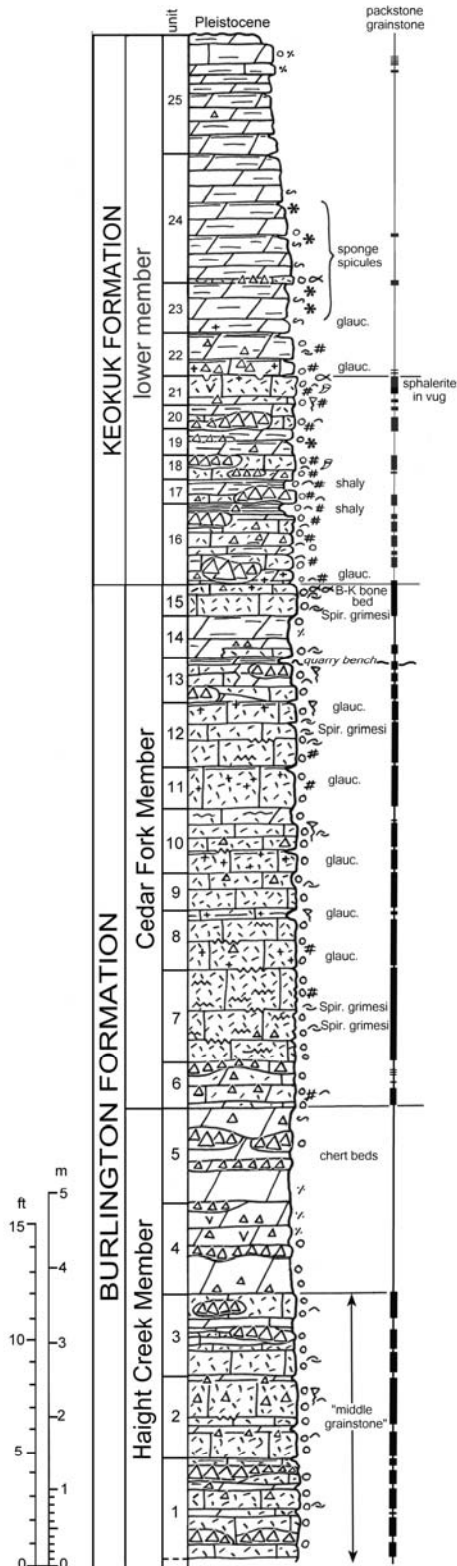 unit
Pleistocene
packstone
grainstone
KEOKUK FORMATION
lower member
25
24
sponge
spicules
23
glauc.
22
glauc.
21
sphalerite
in vug
20
19
18
shaly
17
shaly
16
glauc.
BURLINGTON FORMATION
Cedar Fork Member
15
B-K bone
bed
Spir. grimesi
14
quarry bench
13
glauc.
12
Spir. grimesi
11
glauc.
10
glauc.
9
glauc.
8
glauc.
7
Spir. grimesi
Spir. grimesi
6
Haight Creek Member
5
chert beds
4
3
"middle
grainstone"
2
1
ft
m
15
5
4
10
3
2
5
1
0
0